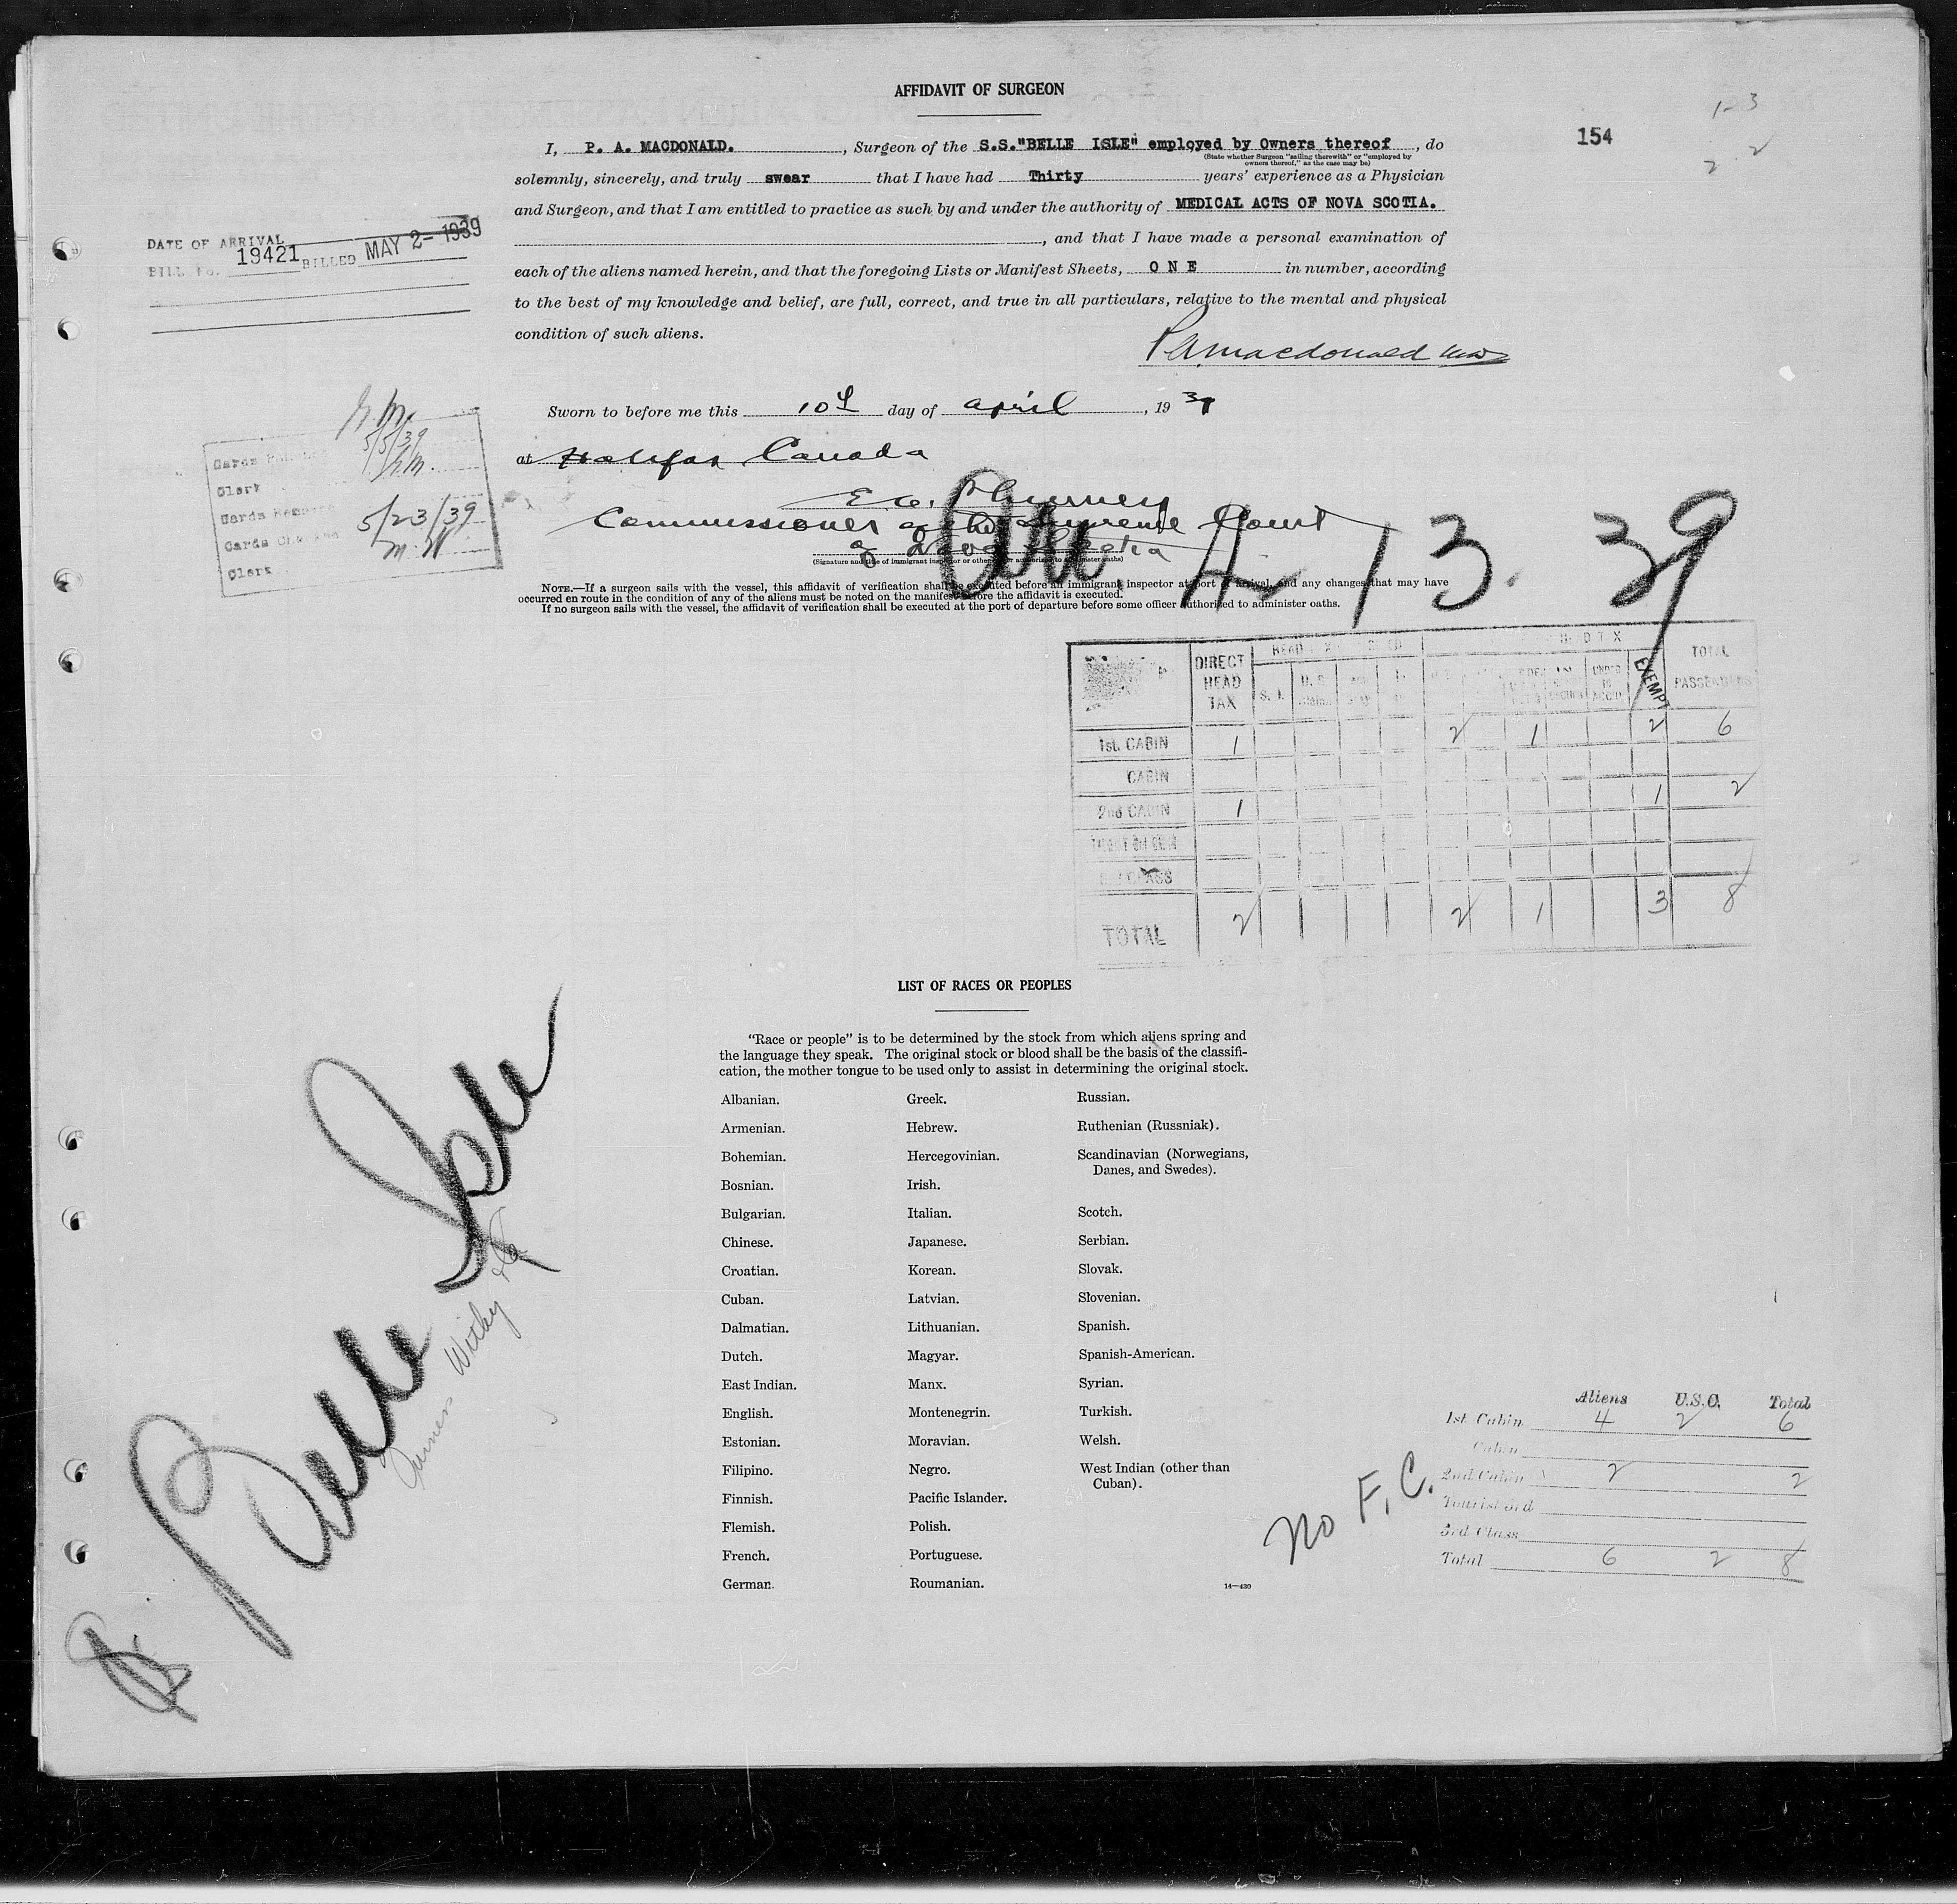 AFFIDAVIT OF SURGEON
1-3
154
2 2
I, P. A. MACDONALD. , Surgeon of the S.S."BELLE ISLE" employed by Owners thereof , do
(State whether Surgeon "sailing therewith" or "employed by
owners thereof," as the case may be)
solemnly, sincerely, and truly swear that I have had Thirty years' experience as a Physician
and Surgeon, and that I am entitled to practice as such by and under the authority of MEDICAL ACTS OF NOVA SCOTIA.
, and that I have made a personal examination of
each of the aliens named herein, and that the foregoing Lists or Manifest Sheets, O N E in number, according
to the best of my knowledge and belief, are full, correct, and true in all particulars, relative to the mental and physical
condition of such aliens.
DATE OF ARRIVAL
BILL No. 19421 BILLED MAY 2- 1939
P A Macdonald
Sworn to before me this 10th day of April , 19 39
at Halifax Canada
5/5/39
Clerk
5/23/39
Clerk
Commissioner of the Supreme Court
of Nova Scotia
Arr 4 13. 39
NOTE.—If a surgeon sails with the vessel, this affidavit of verification shall be executed before an immigrant inspector at port of arrival, and any changes that may have
occurred en route in the condition of any of the aliens must be noted on the manifest before the affidavit is executed.
If no surgeon sails with the vessel, the affidavit of verification shall be executed at the port of departure before some officer authorized to administer oaths.
DIRECT HEAD TAX S. I. U. S. EXEMPT TOTAL PASSENGERS
1st. CABIN 1 2 1 2 6
CABIN
2nd CABIN 1 1 2
TOTAL 2 2 1 3 8
LIST OF RACES OR PEOPLES
"Race or people" is to be determined by the stock from which aliens spring and
the language they speak. The original stock or blood shall be the basis of the classifi-
cation, the mother tongue to be used only to assist in determining the original stock.
Albanian. Greek. Russian.
Armenian. Hebrew. Ruthenian (Russniak).
Bohemian. Hercegovinian. Scandinavian (Norwegians,
Danes, and Swedes).
Bosnian. Irish.
Bulgarian. Italian. Scotch.
Chinese. Japanese. Serbian.
Croatian. Korean. Slovak.
Cuban. Latvian. Slovenian.
Dalmatian. Lithuanian. Spanish.
Dutch. Magyar. Spanish-American.
East Indian. Manx. Syrian.
English. Montenegrin. Turkish.
Estonian. Moravian. Welsh.
Filipino. Negro. West Indian (other than
Cuban).
Finnish. Pacific Islander.
Flemish. Polish.
French. Portuguese.
German. Roumanian.
14—430
Belle Isle
Furness Withy & Co
No F. C.
Aliens U.S.C. Total
1st Cabin 4 2 6
Cabin
2nd Cabin 2 2
Tourist 3rd
3rd Class
Total 6 2 8